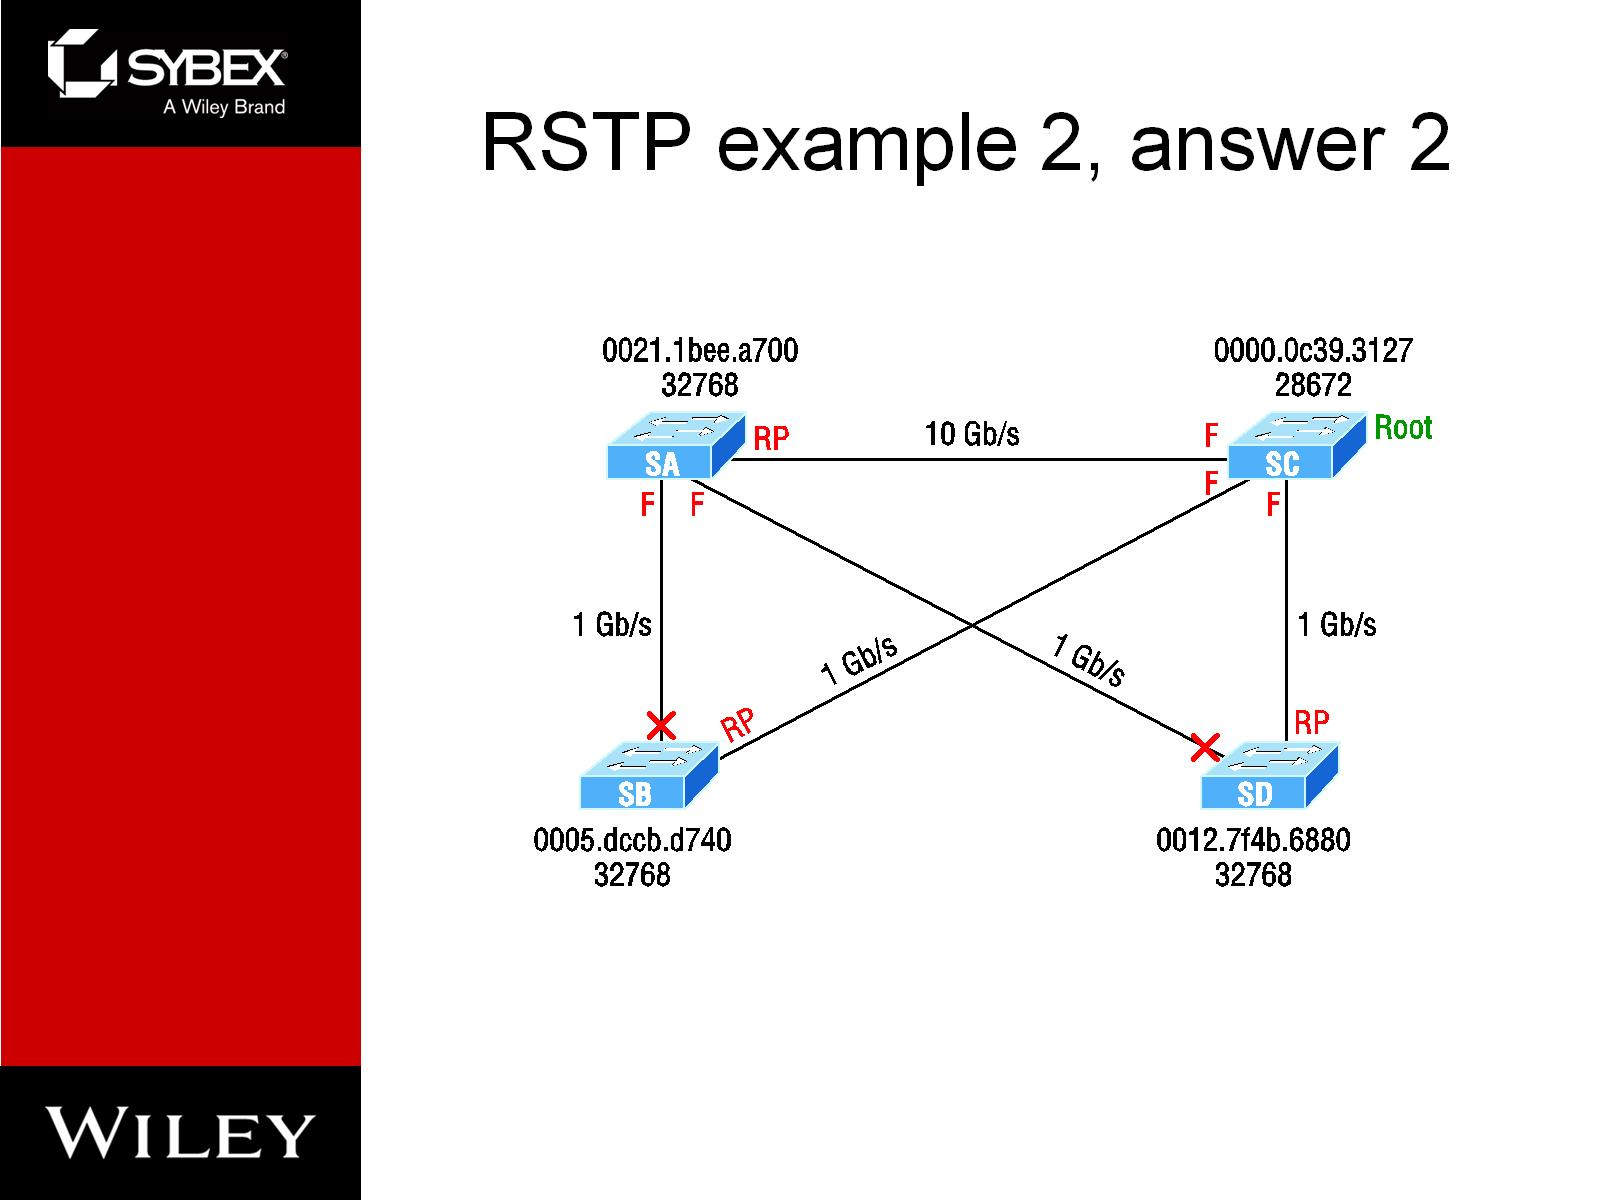 SYBEX®
A Wiley Brand
RSTP example 2, answer 2
0021.1bee.a700
32768
0000.0c39.3127
28672
SA
RP
10 Gb/s
F
F
SC
Root
F
F
F
1 Gb/s
1 Gb/s
1 Gb/s
1 Gb/s
RP
RP
SB
SD
0005.dccb.d740
32768
0012.7f4b.6880
32768
WILEY